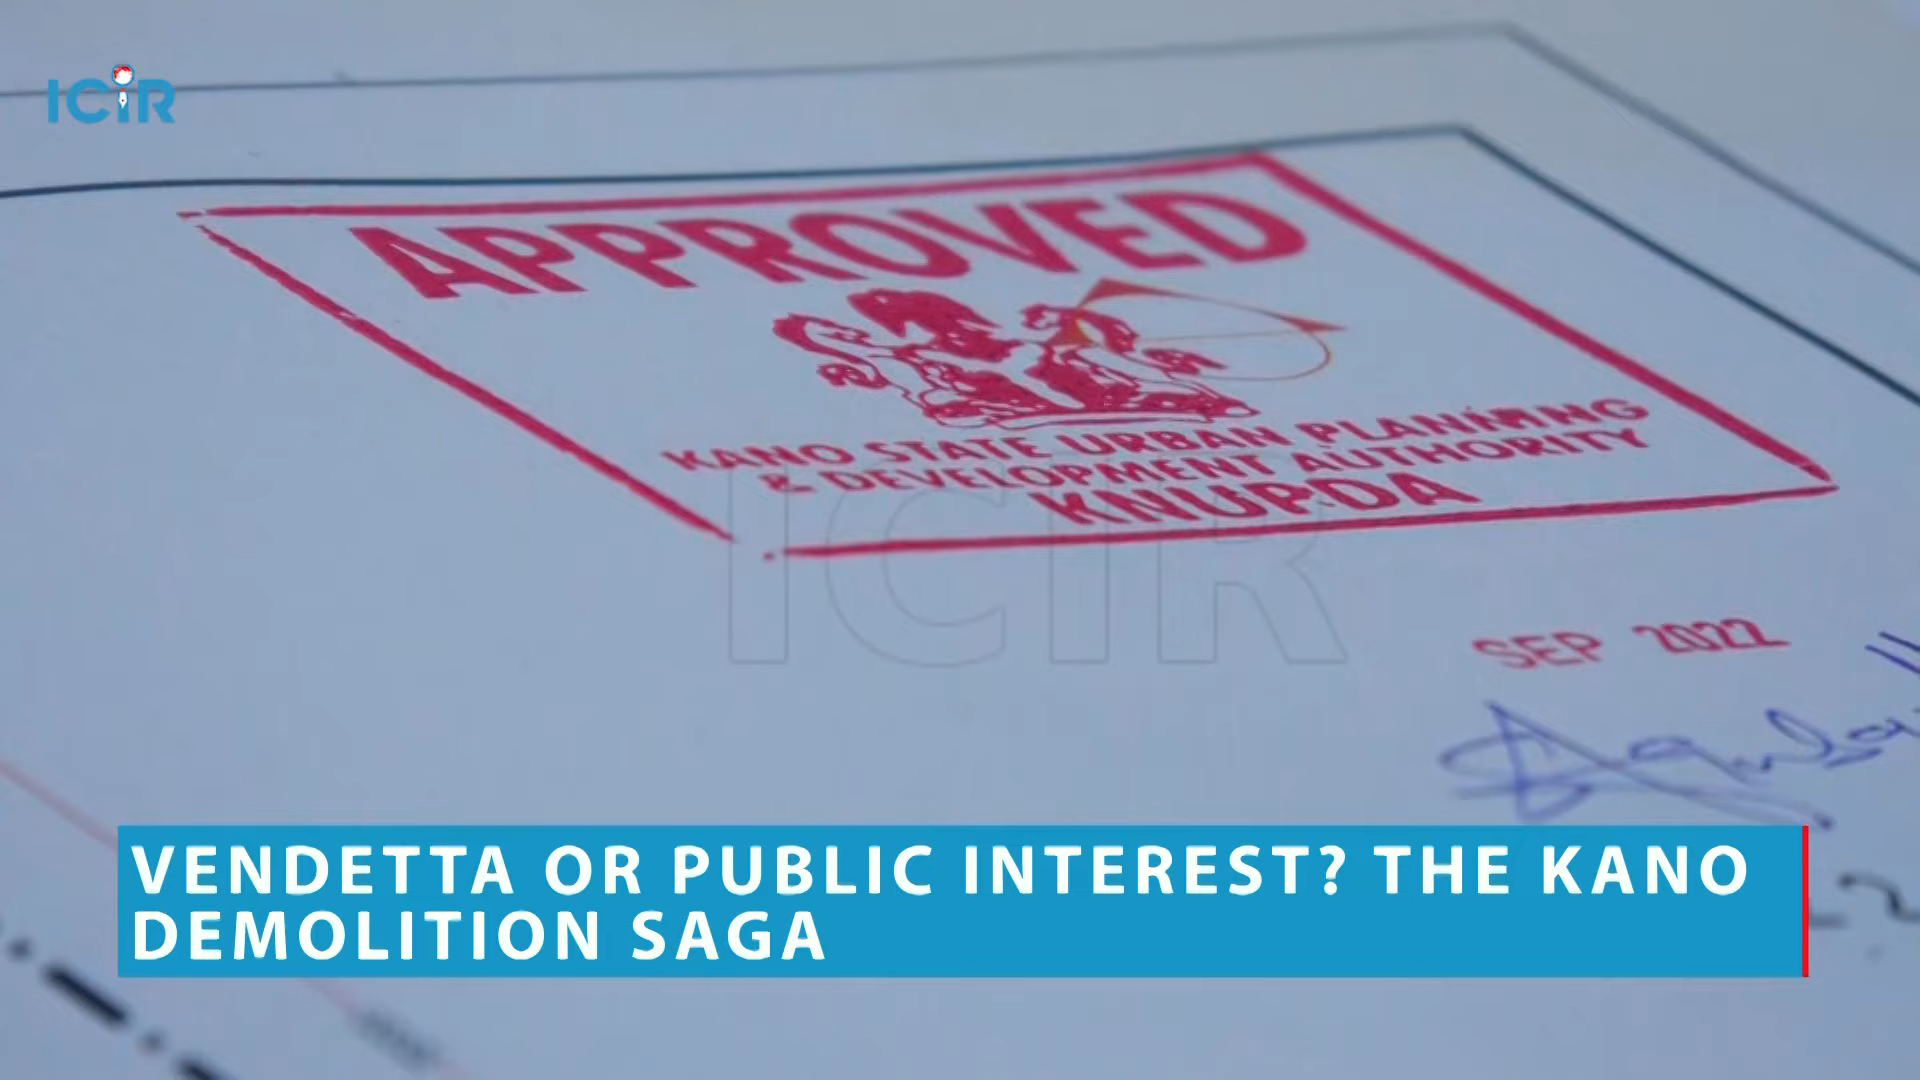 ICiR
APPROVED
KANO STATE URBAN PLANNING
& DEVELOPMENT AUTHORITY
KNUPDA
ICIR
SEP 2022
VENDETTA OR PUBLIC INTEREST? THE KANO
DEMOLITION SAGA